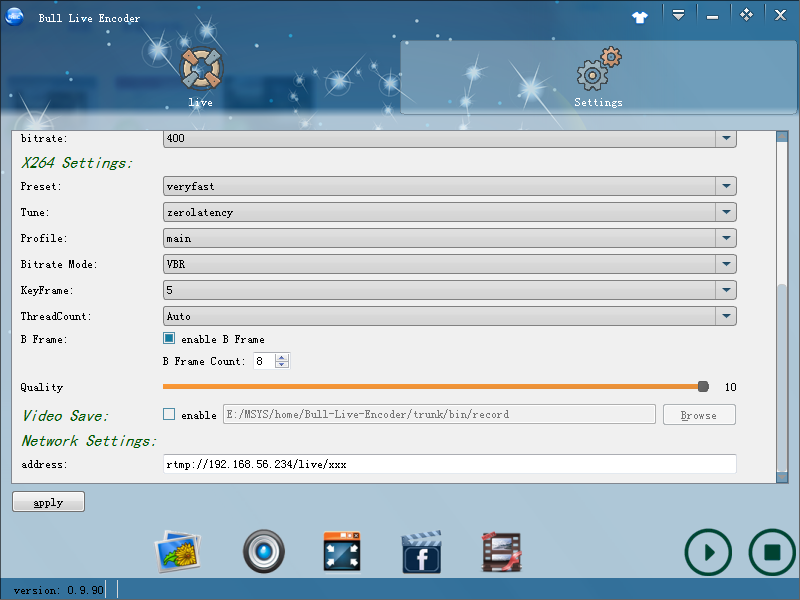 Bull Live Encoder
live
Settings
bitrate: 400
X264 Settings:
Preset: veryfast
Tune: zerolatency
Profile: main
Bitrate Mode: VBR
KeyFrame: 5
ThreadCount: Auto
B Frame: enable B Frame
B Frame Count: 8
Quality 10
Video Save: enable E:/MSYS/home/Bull-Live-Encoder/trunk/bin/record Browse
Network Settings:
address: rtmp://192.168.56.234/live/xxx
apply
f
version: 0.9.90